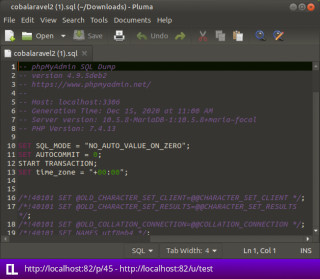 cobalaravel2 (1).sql (~/Downloads) - Pluma
File Edit View Search Tools Documents Help
Open Save Undo
cobalaravel2 (1).sql
1 -- phpMyAdmin SQL Dump
2 -- version 4.9.5deb2
3 -- https://www.phpmyadmin.net/
4 --
5 -- Host: localhost:3306
6 -- Generation Time: Dec 15, 2020 at 11:00 AM
7 -- Server version: 10.5.8-MariaDB-1:10.5.8+maria~focal
8 -- PHP Version: 7.4.13
9
10 SET SQL_MODE = "NO_AUTO_VALUE_ON_ZERO";
11 SET AUTOCOMMIT = 0;
12 START TRANSACTION;
13 SET time_zone = "+00:00";
14
15
16 /*!40101 SET @OLD_CHARACTER_SET_CLIENT=@@CHARACTER_SET_CLIENT */;
17 /*!40101 SET @OLD_CHARACTER_SET_RESULTS=@@CHARACTER_SET_RESULTS
*/;
18 /*!40101 SET @OLD_COLLATION_CONNECTION=@@COLLATION_CONNECTION */;
19 /*!40101 SET NAMES utf8mb4 */;
SQL Tab Width: 4 Ln 1, Col 1 INS
http://localhost:82/p/45 - http://localhost:82/u/test